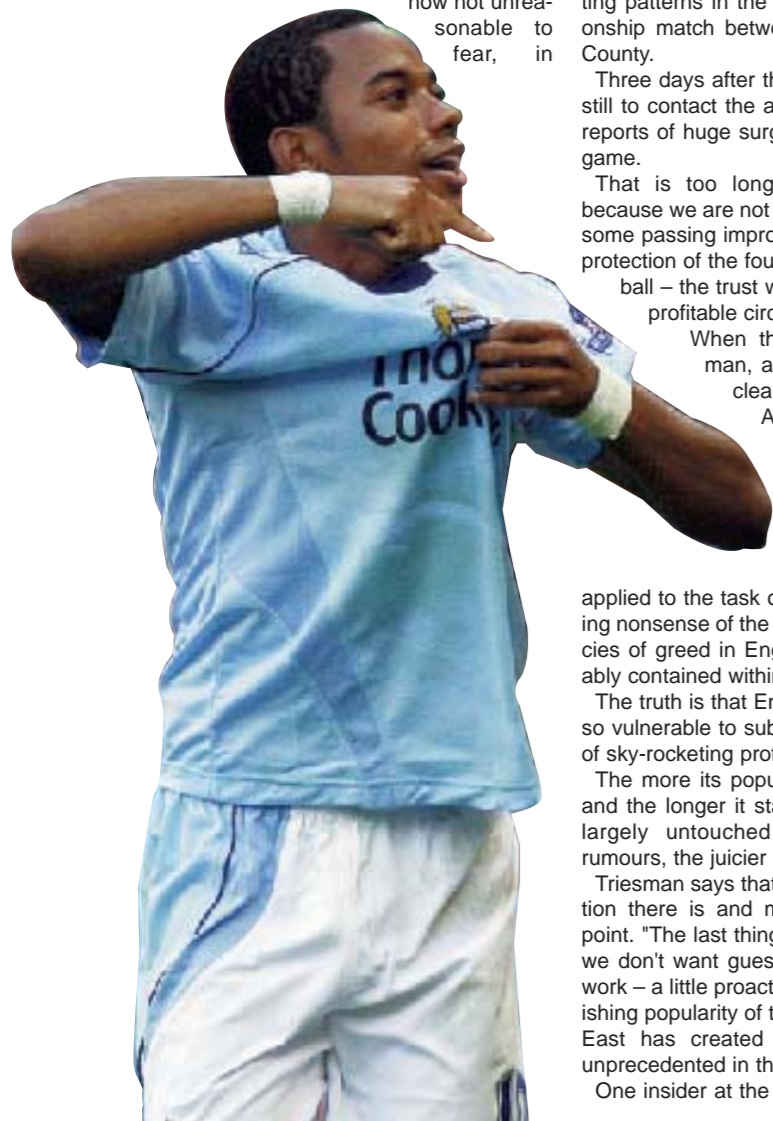 now not unrea-
sonable to
fear, in
ting patterns in the
onship match betwe
County.
Three days after th
still to contact the a
reports of huge surg
game.
That is too long
because we are not
some passing impro
protection of the fou
ball – the trust w
profitable circ
When th
man, a
clea
A
Tho
Cook
applied to the task o
ing nonsense of the
cies of greed in Eng
ably contained within
The truth is that En
so vulnerable to sub
of sky-rocketing prof
The more its popu
and the longer it sta
largely untouched
rumours, the juicier
Triesman says that
tion there is and m
point. "The last thing
we don't want gues
work – a little proact
ishing popularity of t
East has created
unprecedented in th
One insider at the